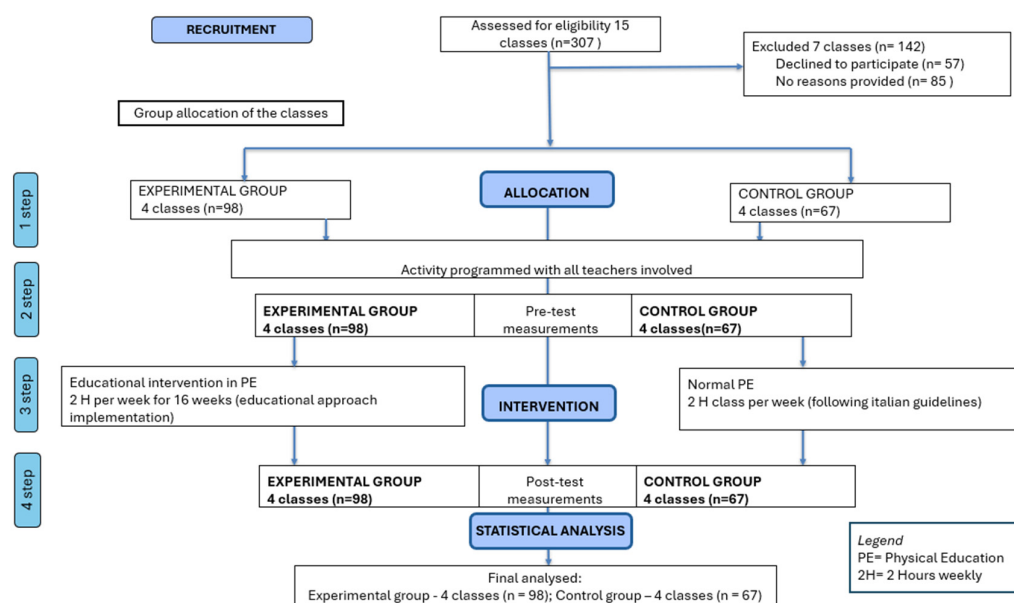 RECRUITMENT
Assessed for eligibility 15
classes (n=307 )
Excluded 7 classes (n= 142)
Declined to participate (n= 57)
No reasons provided (n= 85 )
Group allocation of the classes
1 step
EXPERIMENTAL GROUP
4 classes (n=98)
ALLOCATION
CONTROL GROUP
4 classes (n=67)
Activity programmed with all teachers involved
2 step
EXPERIMENTAL GROUP
4 classes (n=98)
Pre-test
measurements
CONTROL GROUP
4 classes(n=67)
3 step
Educational intervention in PE
2 H per week for 16 weeks (educational approach
implementation)
INTERVENTION
Normal PE
2 H class per week (following italian guidelines)
4 step
EXPERIMENTAL GROUP
4 classes (n=98)
Post-test
measurements
CONTROL GROUP
4 classes (n=67)
STATISTICAL ANALYSIS
Legend
PE= Physical Education
2H= 2 Hours weekly
Final analysed:
Experimental group - 4 classes (n = 98); Control group – 4 classes (n = 67)